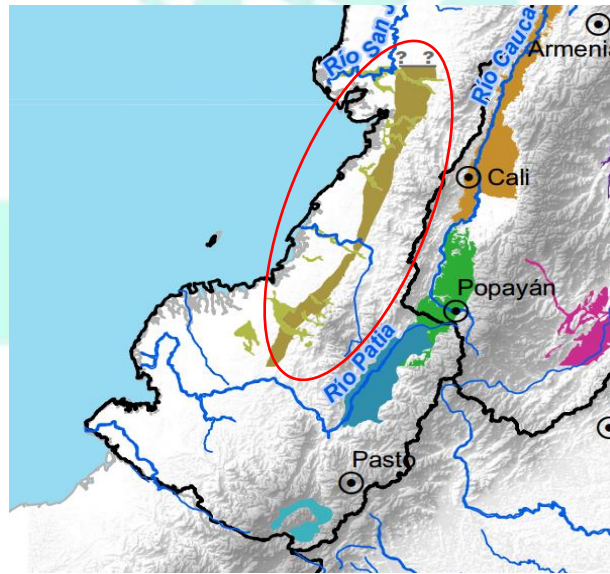 Río San J
? ?
Río Cauca
Armenia
Cali
Popayán
Río Patía
Pasto